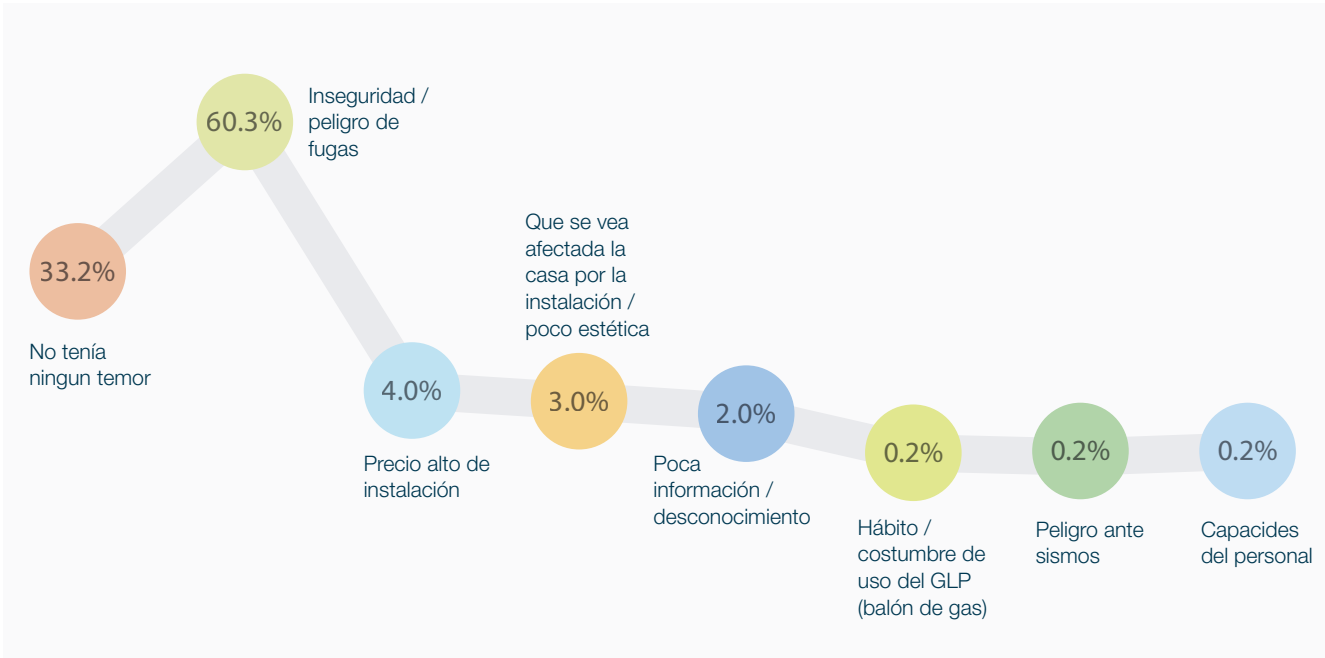 33.2%
No tenía
ningun temor
60.3%
Inseguridad /
peligro de
fugas
4.0%
Precio alto de
instalación
Que se vea
afectada la
casa por la
instalación /
poco estética
3.0%
2.0%
Poca
información /
desconocimiento
0.2%
Hábito /
costumbre de
uso del GLP
(balón de gas)
0.2%
Peligro ante
sismos
0.2%
Capacides
del personal